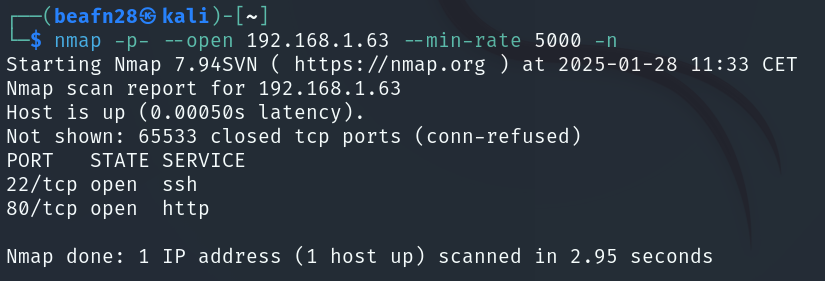 ┌──(beafn28㉿kali)-[~]
└─$ nmap -p- --open 192.168.1.63 --min-rate 5000 -n
Starting Nmap 7.94SVN ( https://nmap.org ) at 2025-01-28 11:33 CET
Nmap scan report for 192.168.1.63
Host is up (0.00050s latency).
Not shown: 65533 closed tcp ports (conn-refused)
PORT   STATE SERVICE
22/tcp open  ssh
80/tcp open  http

Nmap done: 1 IP address (1 host up) scanned in 2.95 seconds